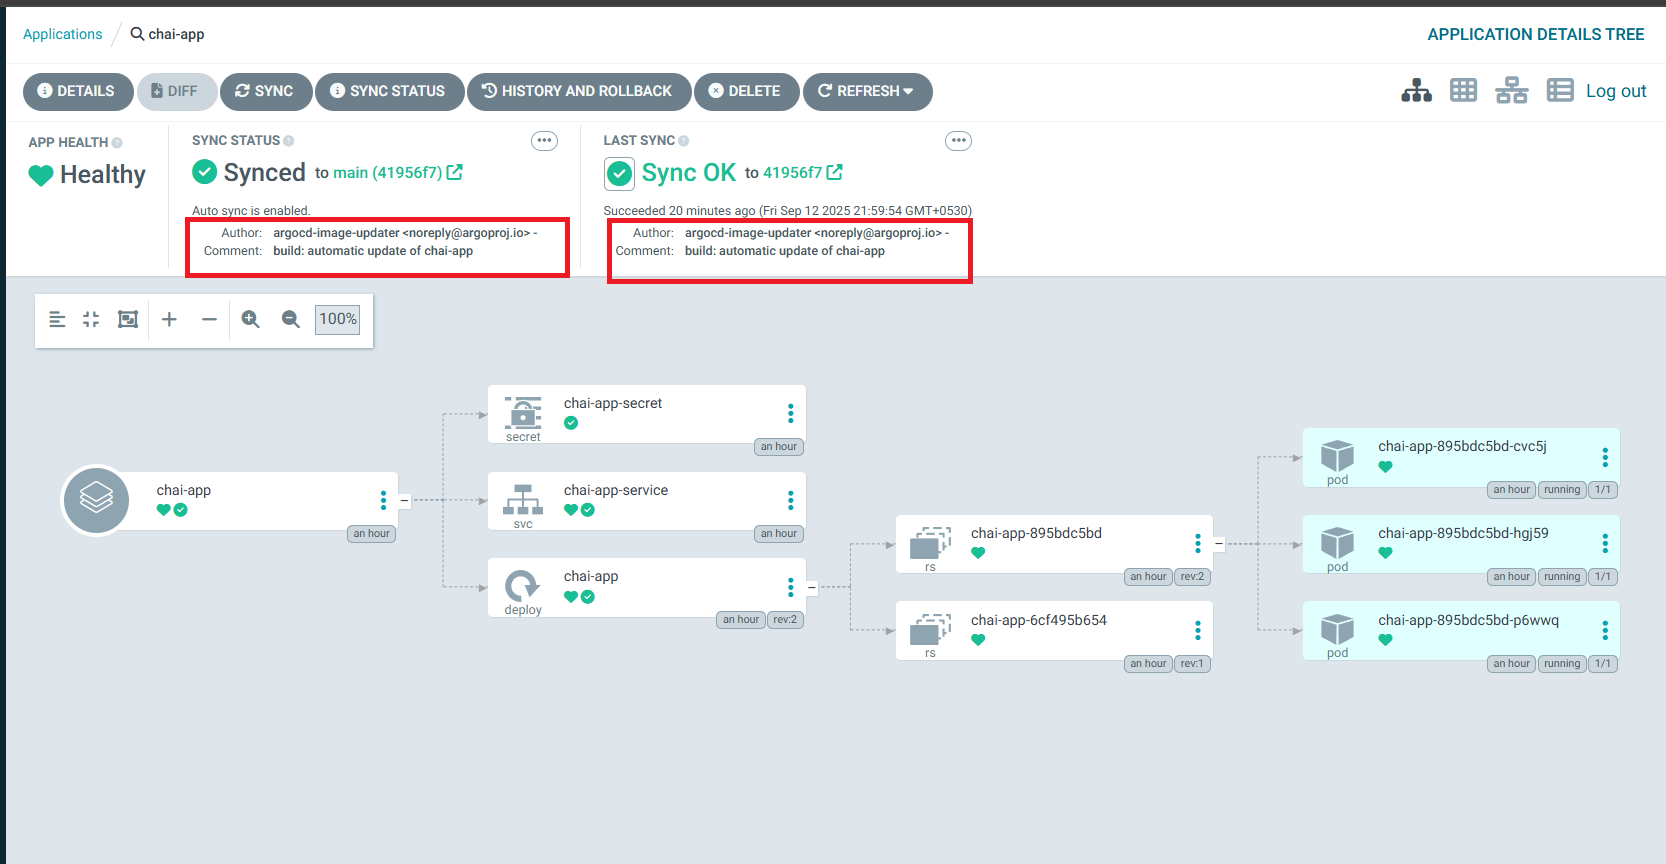 Applications / chai-app
APPLICATION DETAILS TREE
DETAILS DIFF SYNC SYNC STATUS HISTORY AND ROLLBACK DELETE REFRESH
Log out
APP HEALTH
Healthy
SYNC STATUS
Synced to main (41956f7)
Auto sync is enabled.
Author: argocd-image-updater <noreply@argoproj.io> -
Comment: build: automatic update of chai-app
LAST SYNC
Sync OK to 41956f7
Succeeded 20 minutes ago (Fri Sep 12 2025 21:59:54 GMT+0530)
Author: argocd-image-updater <noreply@argoproj.io> -
Comment: build: automatic update of chai-app
100%
chai-app
an hour
chai-app-secret
secret
an hour
chai-app-service
svc
an hour
chai-app
deploy
an hour rev:2
chai-app-895bdc5bd
rs
an hour rev:2
chai-app-6cf495b654
rs
an hour rev:1
chai-app-895bdc5bd-cvc5j
pod
an hour running 1/1
chai-app-895bdc5bd-hgj59
pod
an hour running 1/1
chai-app-895bdc5bd-p6wwq
pod
an hour running 1/1